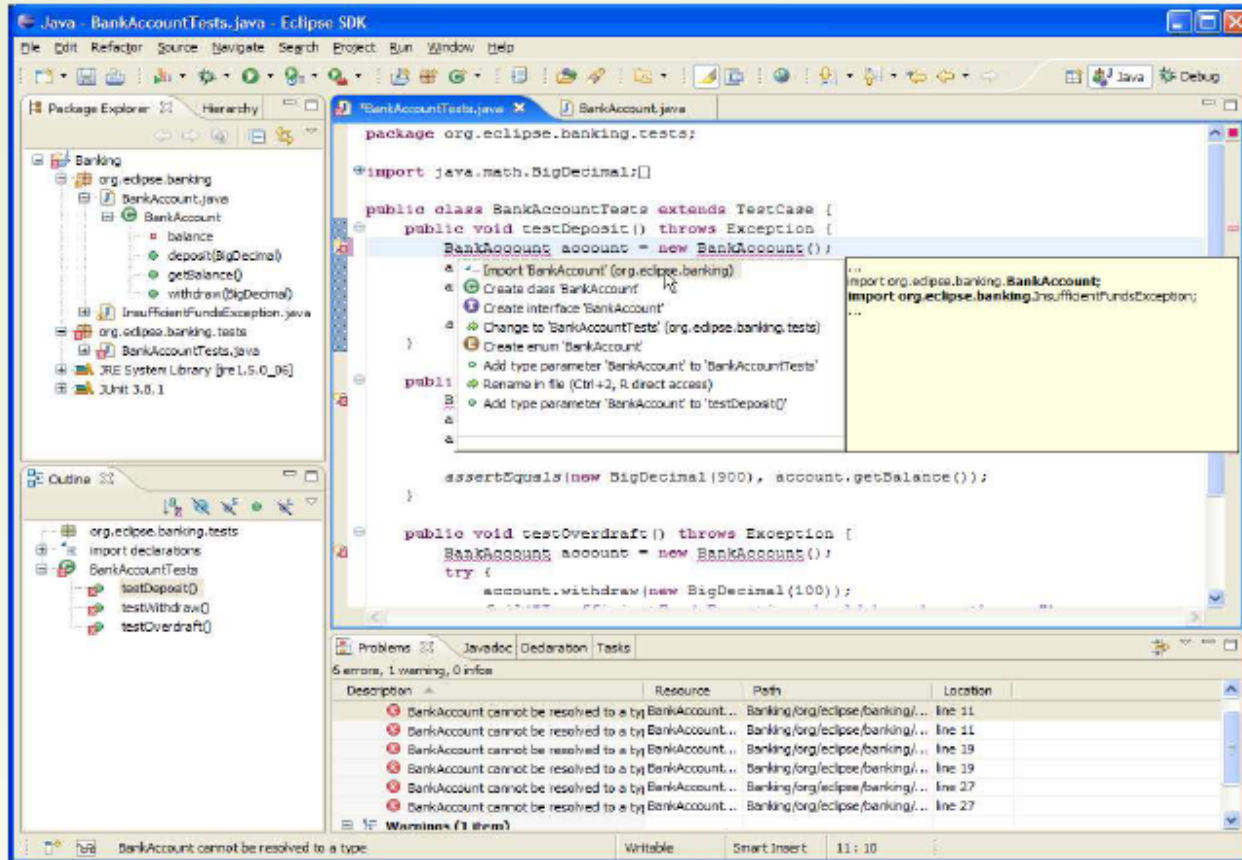 Java - BankAccountTests.java - Eclipse SDK
File Edit Refactor Source Navigate Search Project Run Window Help
Java Debug
Package Explorer Hierarchy
Banking
org.eclipse.banking
BankAccount.java
BankAccount
balance
deposit(BigDecimal)
getBalance()
withdraw(BigDecimal)
InsufficientFundsException.java
org.eclipse.banking.tests
BankAccountTests.java
JRE System Library [jre1.5.0_06]
JUnit 3.8.1
Outline
org.eclipse.banking.tests
import declarations
BankAccountTests
testDeposit()
testWithdraw()
testOverdraft()
*BankAccountTests.java BankAccount.java
package org.eclipse.banking.tests;
import java.math.BigDecimal;[]
public class BankAccountTests extends TestCase {
public void testDeposit() throws Exception {
BankAccount account = new BankAccount();
a
a
a
}
publi
B
a
a
Import 'BankAccount' (org.eclipse.banking)
Create class 'BankAccount'
Create interface 'BankAccount'
Change to 'BankAccountTests' (org.eclipse.banking.tests)
Create enum 'BankAccount'
Add type parameter 'BankAccount' to 'BankAccountTests'
Rename in file (Ctrl+2, R direct access)
Add type parameter 'BankAccount' to 'testDeposit()'
...
import org.eclipse.banking.BankAccount;
import org.eclipse.banking.InsufficientFundsException;
...
assertEquals(new BigDecimal(900), account.getBalance());
}
public void testOverdraft() throws Exception {
BankAccount account = new BankAccount();
try {
account.withdraw(new BigDecimal(100));
Problems Javadoc Declaration Tasks
6 errors, 1 warning, 0 infos
Description Resource Path Location
BankAccount cannot be resolved to a typ BankAccount... Banking/org/eclipse/banking/... line 11
BankAccount cannot be resolved to a typ BankAccount... Banking/org/eclipse/banking/... line 11
BankAccount cannot be resolved to a typ BankAccount... Banking/org/eclipse/banking/... line 19
BankAccount cannot be resolved to a typ BankAccount... Banking/org/eclipse/banking/... line 19
BankAccount cannot be resolved to a typ BankAccount... Banking/org/eclipse/banking/... line 27
BankAccount cannot be resolved to a typ BankAccount... Banking/org/eclipse/banking/... line 27
Warnings (1 item)
BankAccount cannot be resolved to a type Writable Smart Insert 11 : 10